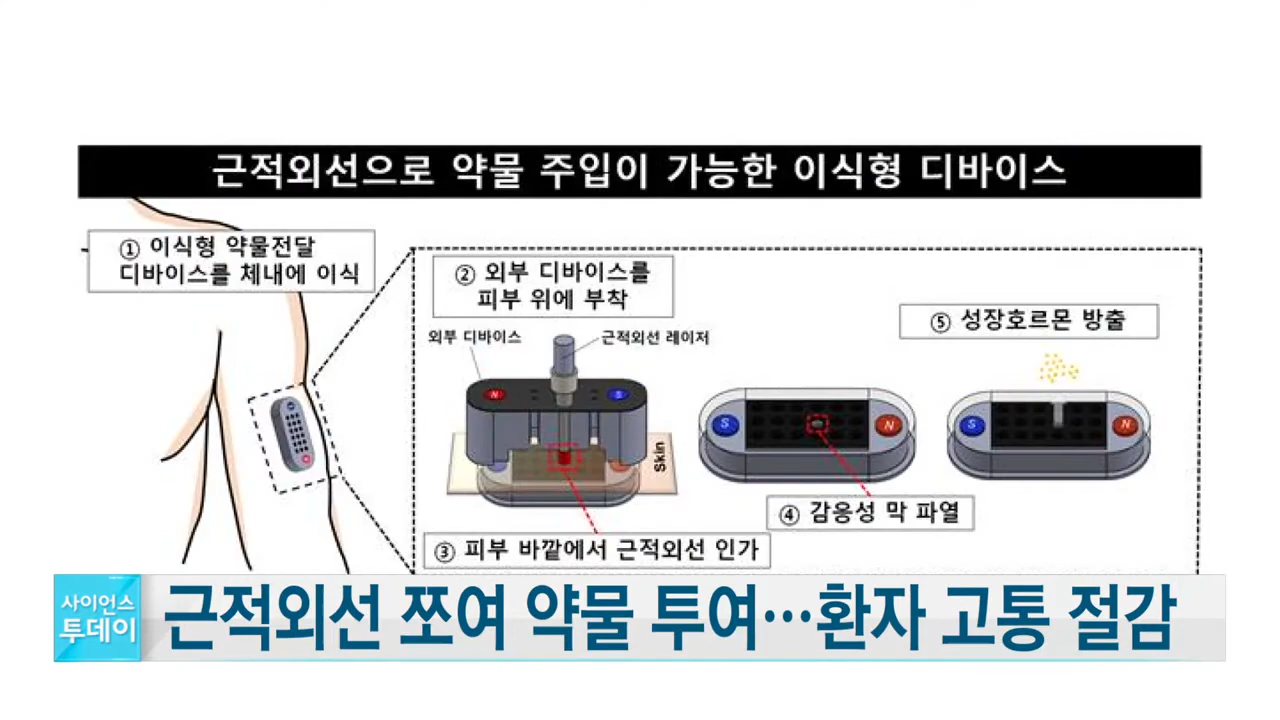 근적외선으로 약물 주입이 가능한 이식형 디바이스
① 이식형 약물전달
디바이스를 체내에 이식
② 외부 디바이스를
피부 위에 부착
외부 디바이스
근적외선 레이저
N
S
Skin
③ 피부 바깥에서 근적외선 인가
S
N
④ 감응성 막 파열
⑤ 성장호르몬 방출
S
N
사이언스
투데이
근적외선 쪼여 약물 투여…환자 고통 절감